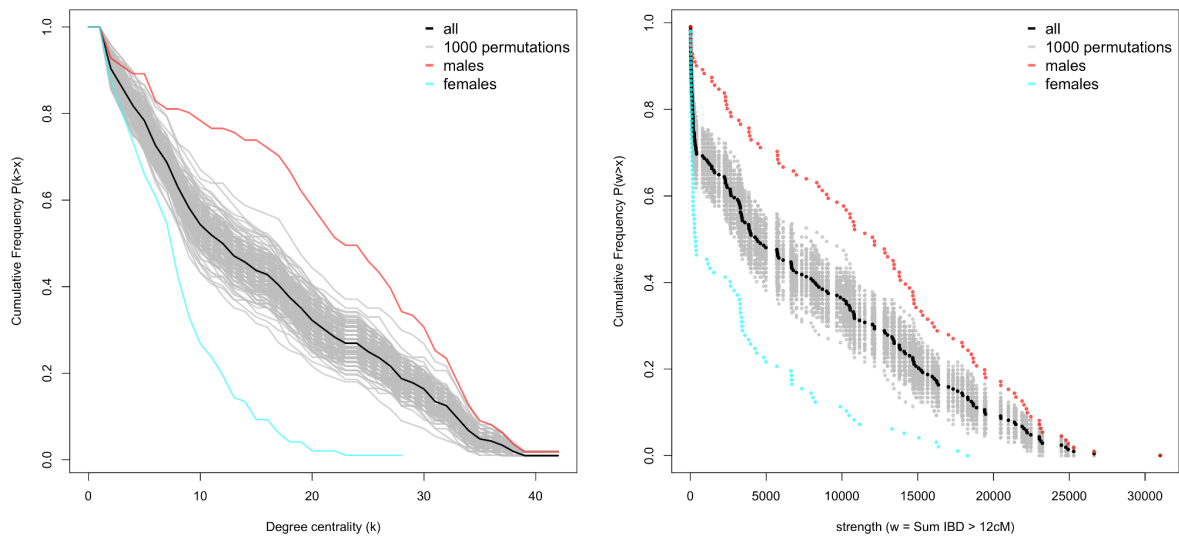 all
1000 permutations
males
females
Cumulative Frequency P(k>x)
0.0 0.2 0.4 0.6 0.8 1.0
0 10 20 30 40
Degree centrality (k)
all
1000 permutations
males
females
Cumulative Frequency P(w>x)
0.0 0.2 0.4 0.6 0.8 1.0
0 5000 10000 15000 20000 25000 30000
strength (w = Sum IBD > 12cM)